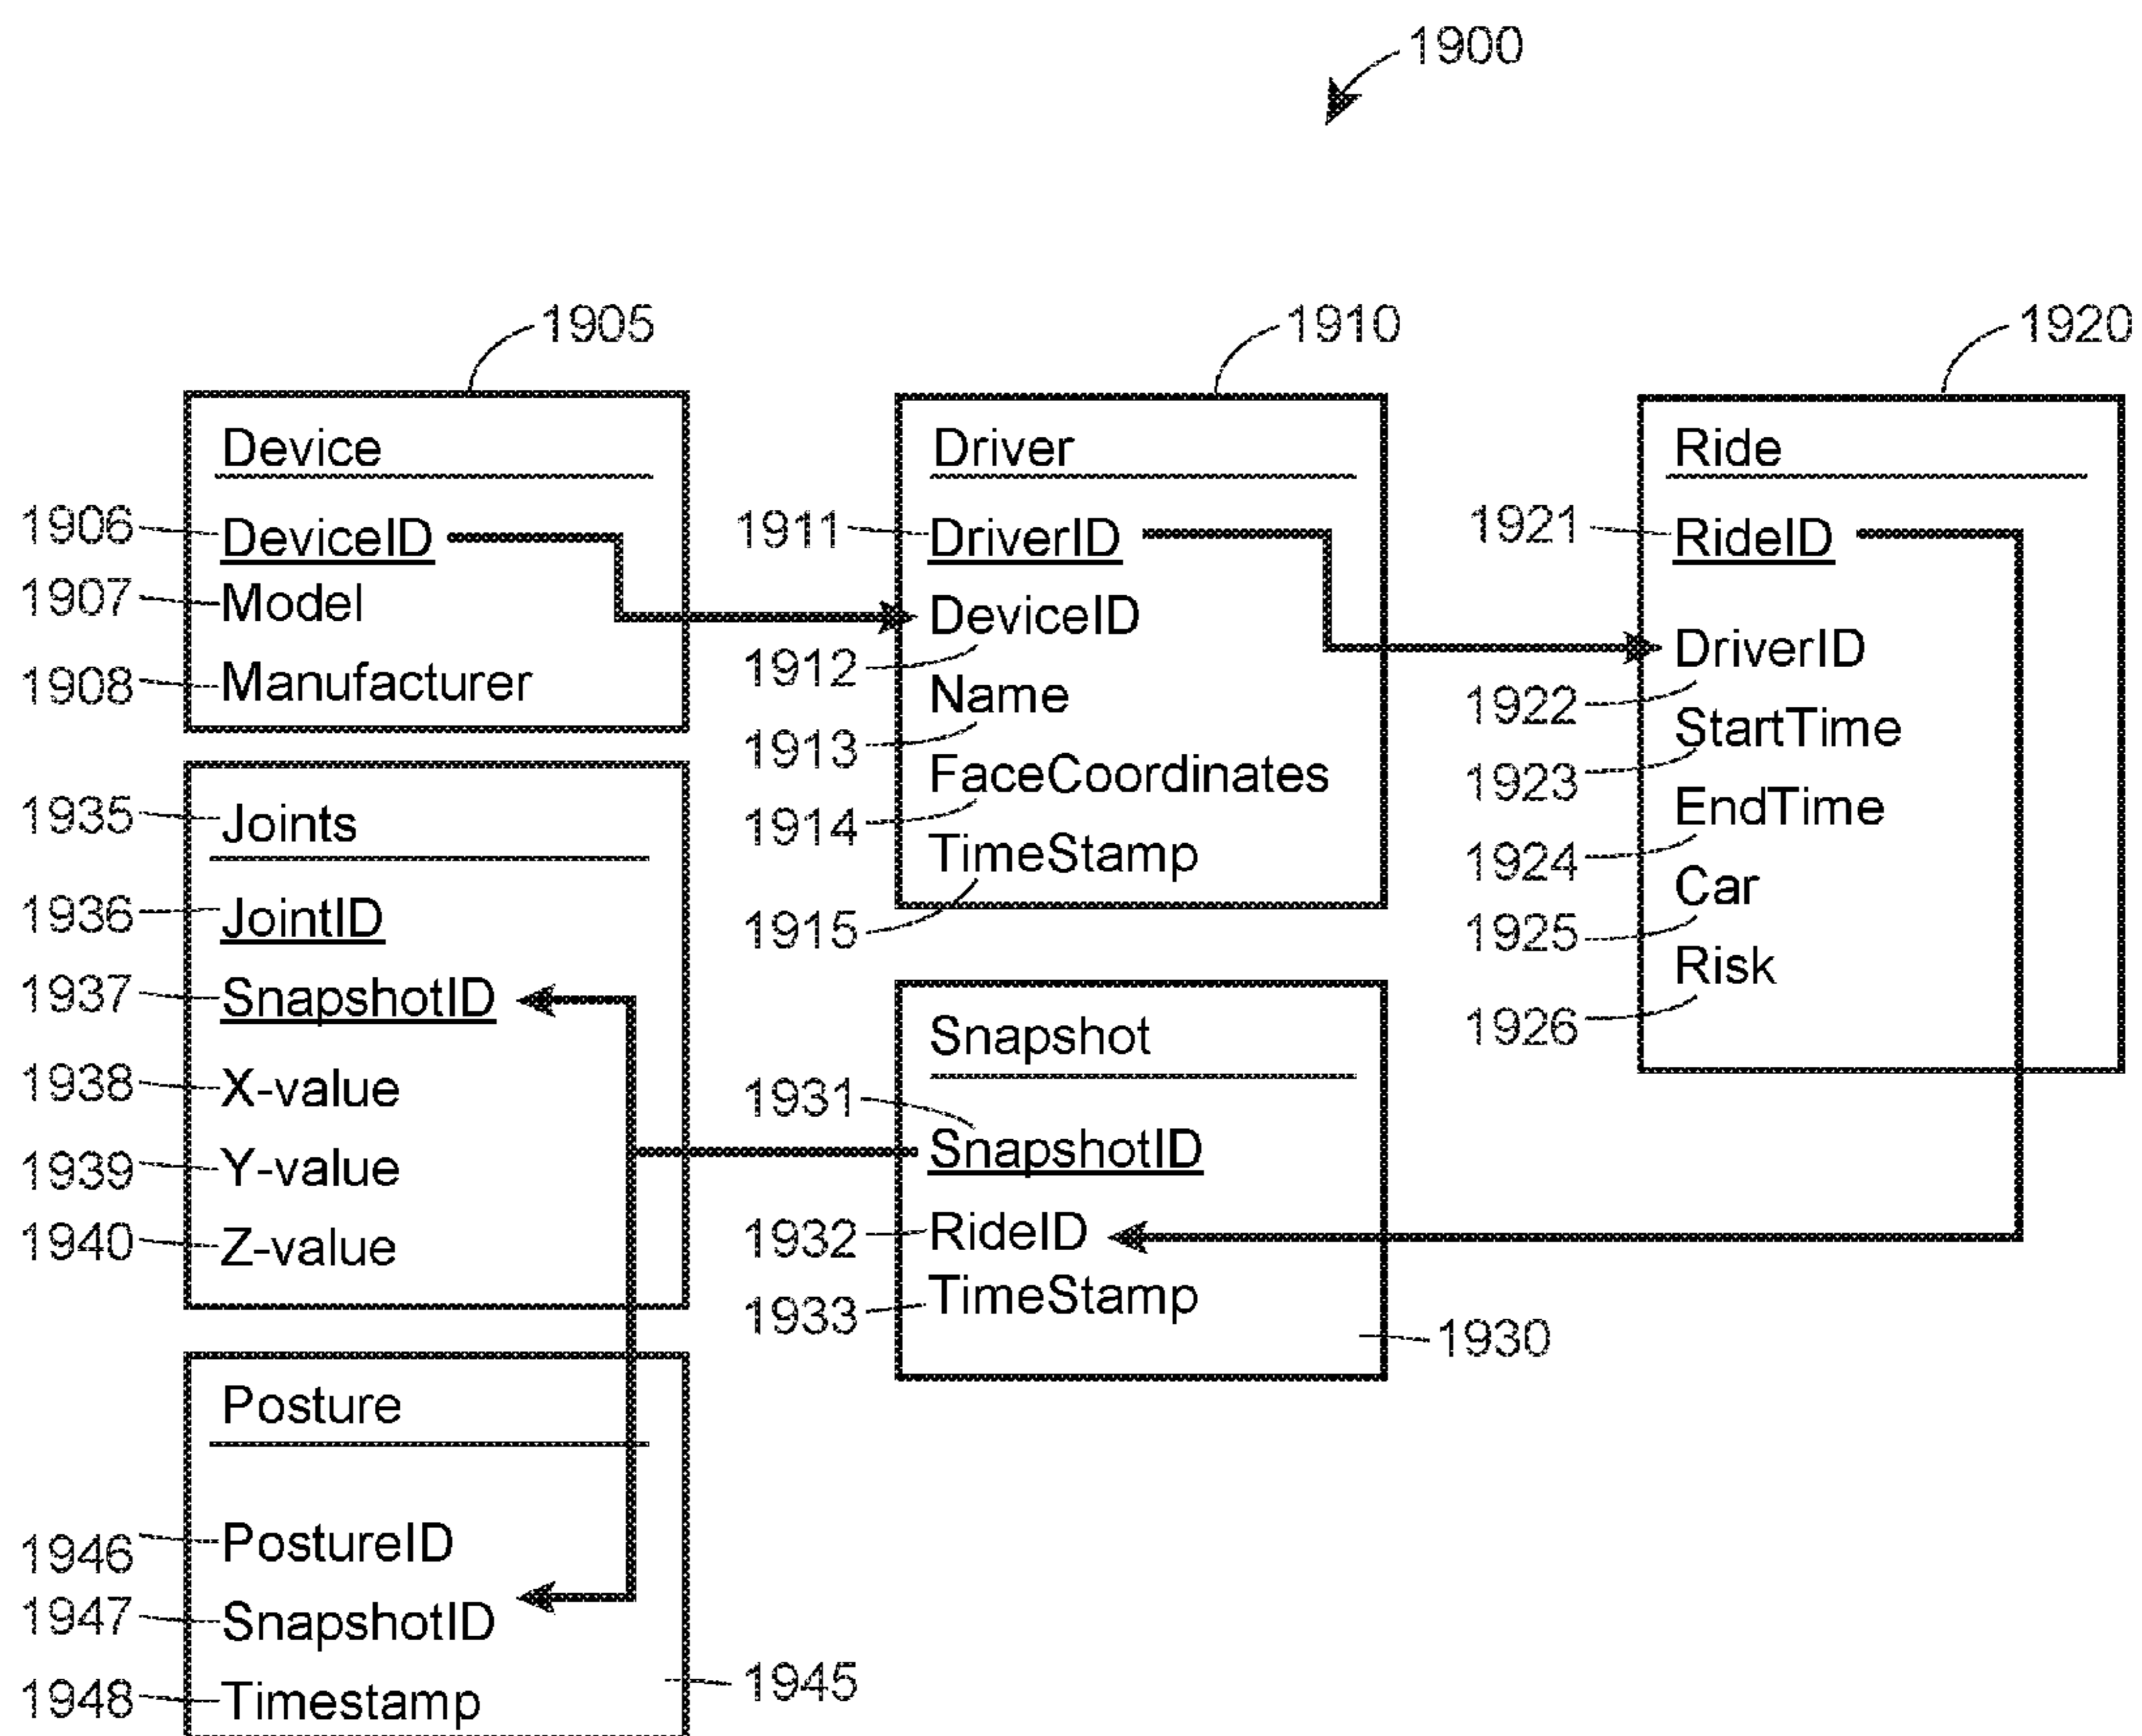 1900
1905
Device
1906 DeviceID
1907 Model
1908 Manufacturer
1910
Driver
1911 DriverID
DeviceID
1912
Name
1913
FaceCoordinates
1914
TimeStamp
1915
1920
Ride
1921 RideID
DriverID
1922
StartTime
1923
EndTime
1924
Car
1925
Risk
1926
1935 Joints
1936 JointID
1937 SnapshotID
1938 X-value
1939 Y-value
1940 Z-value
Snapshot
1931
SnapshotID
1932 RideID
1933 TimeStamp
1930
Posture
1946 PostureID
1947 SnapshotID
1948 Timestamp
1945